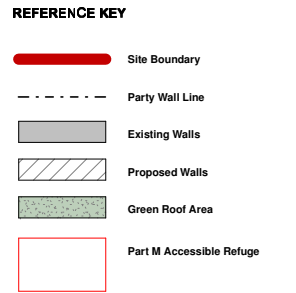 REFERENCE KEY
Site Boundary
Party Wall Line
Existing Walls
Proposed Walls
Green Roof Area
Part M Accessible Refuge